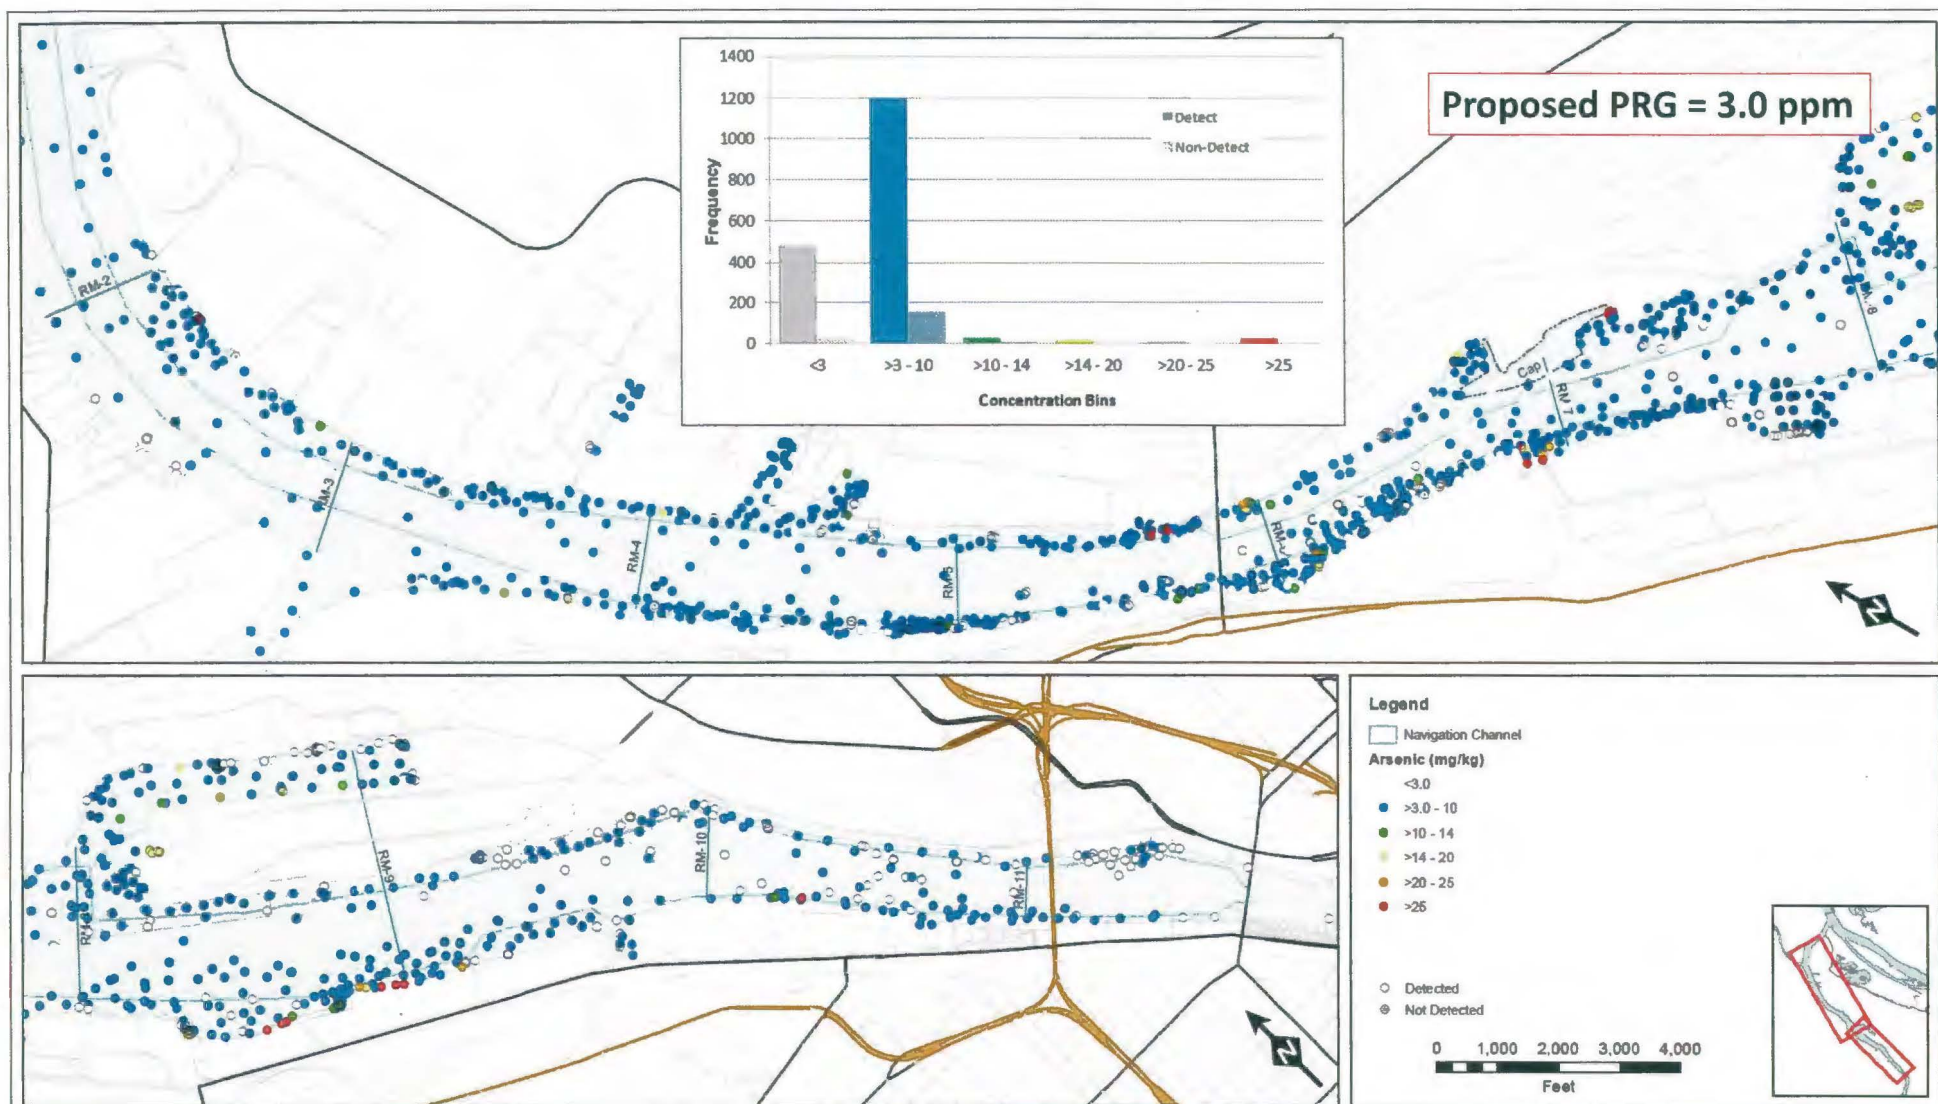 1400
1200
1000
800
600
400
200
0
Frequency
Detect
Non-Detect
<3
>3 - 10
>10 - 14
>14 - 20
>20 - 25
>25
Concentration Bins
Proposed PRG = 3.0 ppm
RM-2
RM-3
RM-4
RM-5
Cap
RM-7
N
RM-9
RM-10
RM-11
N
Legend
Navigation Channel
Arsenic (mg/kg)
<3.0
>3.0 - 10
>10 - 14
>14 - 20
>20 - 25
>25
Detected
Not Detected
0 1,000 2,000 3,000 4,000
Feet